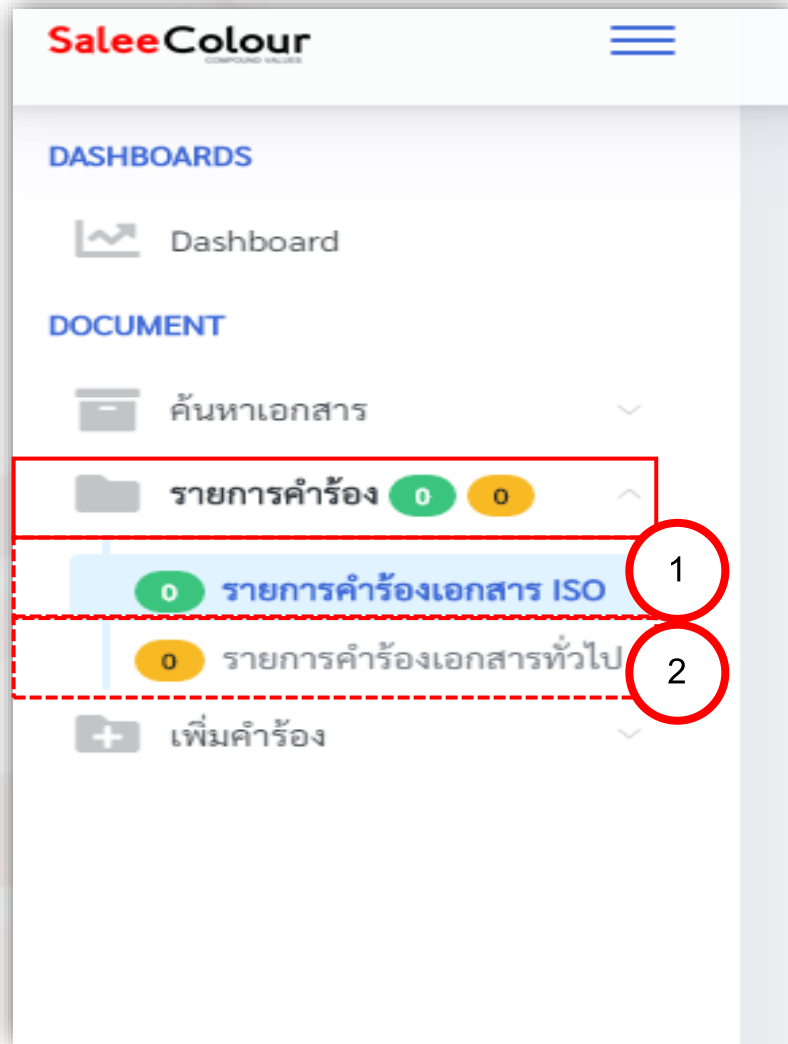 SaleeColour
COMPOUND VALUES
DASHBOARDS
Dashboard
DOCUMENT
ค้นหาเอกสาร
รายการคำร้อง 0 0
0 รายการคำร้องเอกสาร ISO
1
0 รายการคำร้องเอกสารทั่วไป
2
เพิ่มคำร้อง